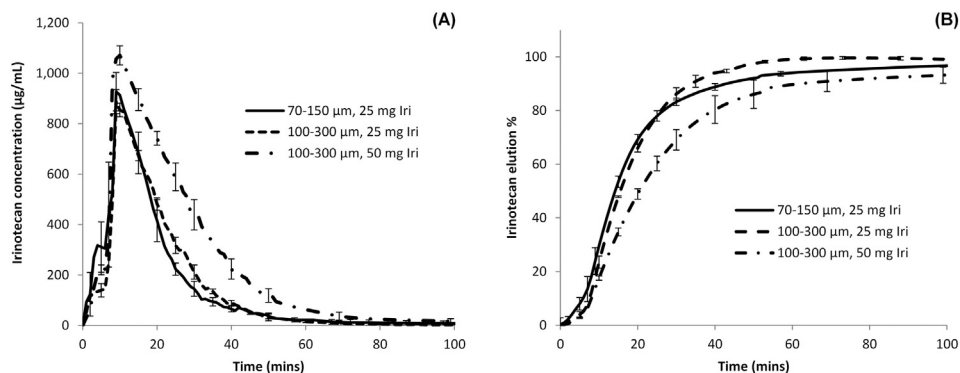 (A)
Irinotecan concentration (µg/mL)
1,200
1,000
800
600
400
200
0
0 20 40 60 80 100
Time (mins)
70-150 µm, 25 mg Iri
100-300 µm, 25 mg Iri
100-300 µm, 50 mg Iri
(B)
Irinotecan elution %
100
80
60
40
20
0
0 20 40 60 80 100
Time (mins)
70-150 µm, 25 mg Iri
100-300 µm, 25 mg Iri
100-300 µm, 50 mg Iri